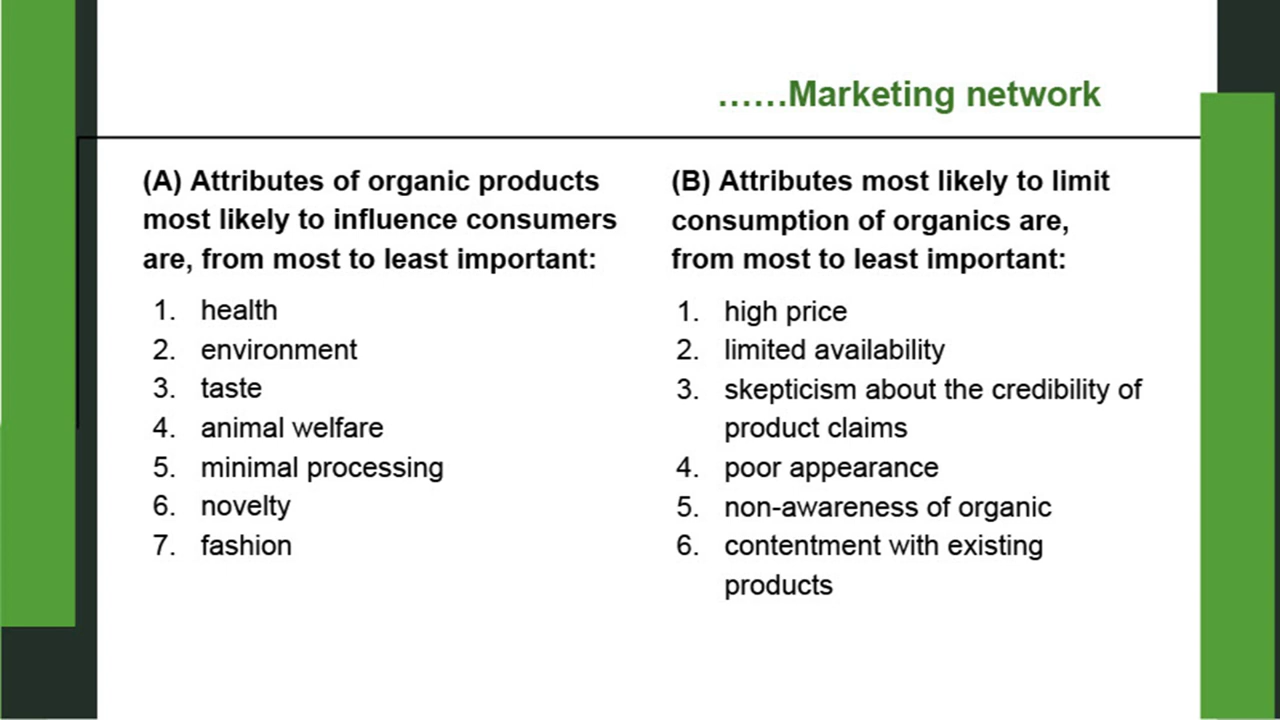 ......Marketing network
(A) Attributes of organic products
most likely to influence consumers
are, from most to least important:
1. health
2. environment
3. taste
4. animal welfare
5. minimal processing
6. novelty
7. fashion
(B) Attributes most likely to limit
consumption of organics are,
from most to least important:
1. high price
2. limited availability
3. skepticism about the credibility of
product claims
4. poor appearance
5. non-awareness of organic
6. contentment with existing
products